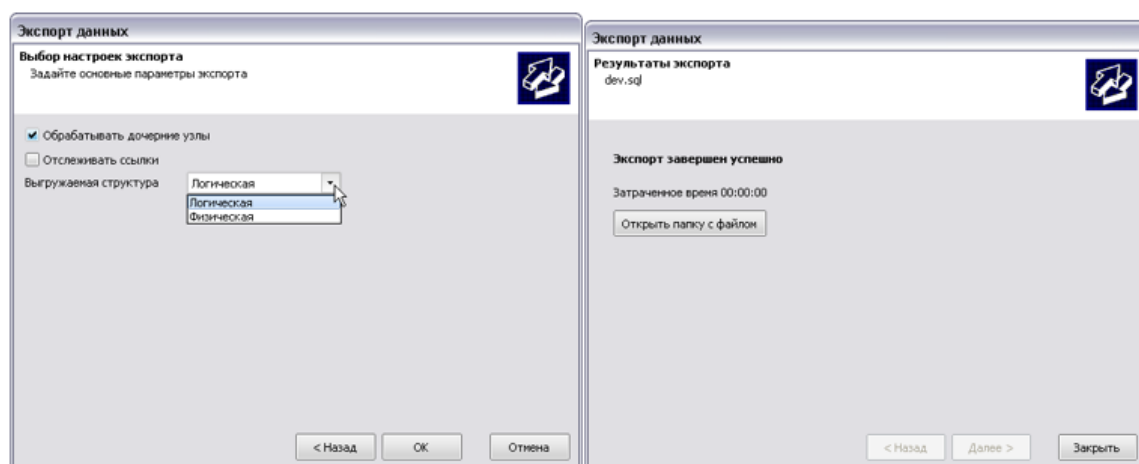 Экспорт данных
Выбор настроек экспорта
Задайте основные параметры экспорта
Обрабатывать дочерние узлы
Отслеживать ссылки
Выгружаемая структура Логическая
Логическая
Физическая
< Назад OK Отмена
Экспорт данных
Результаты экспорта
dev.sql
Экспорт завершен успешно
Затраченное время 00:00:00
Открыть папку с файлом
< Назад Далее > Закрыть